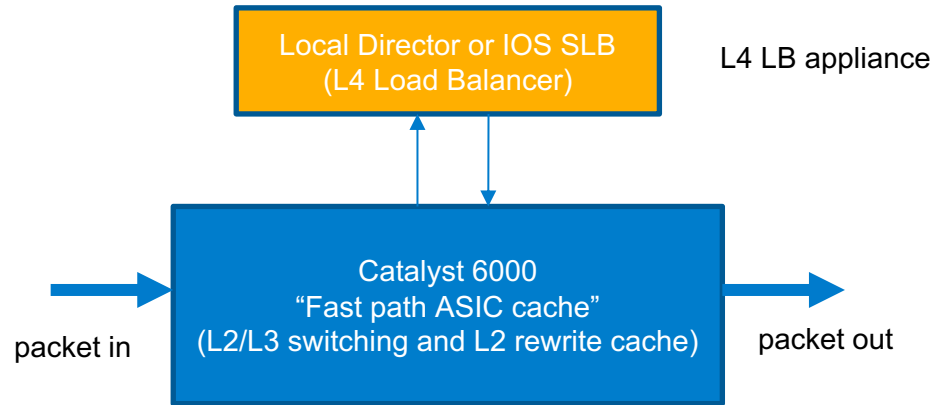 Local Director or IOS SLB
(L4 Load Balancer)
L4 LB appliance
Catalyst 6000
“Fast path ASIC cache”
(L2/L3 switching and L2 rewrite cache)
packet in
packet out